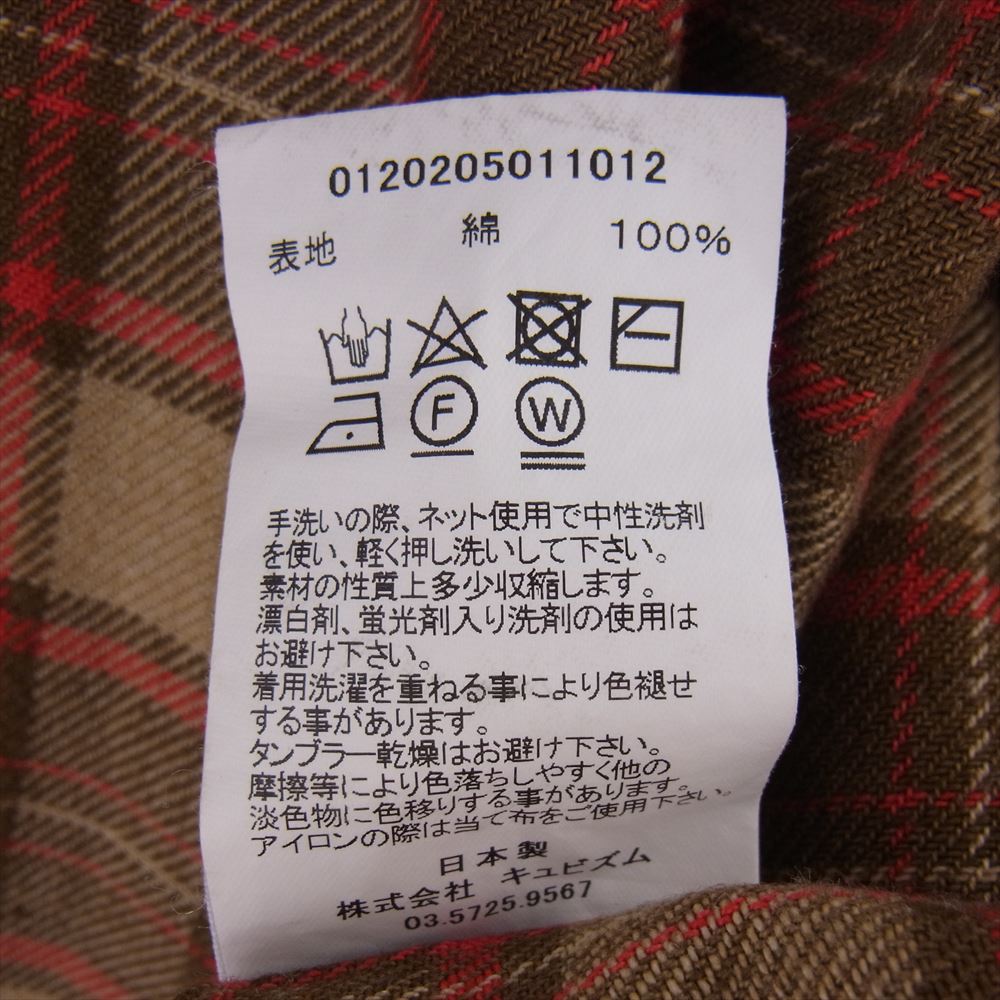 0120205011012
表地 綿 100%
F W
手洗いの際、ネット使用で中性洗剤
を使い、軽く押し洗いして下さい。
素材の性質上多少収縮します。
漂白剤、蛍光剤入り洗剤の使用は
お避け下さい。
着用洗濯を重ねる事により色褪せ
する事があります。
タンブラー乾燥はお避け下さい。
摩擦等により色落ちしやすく他の
淡色物に色移りする事があります。
アイロンの際は当て布をご使用下さい。
日本製
株式会社 キュビズム
03.5725.9567